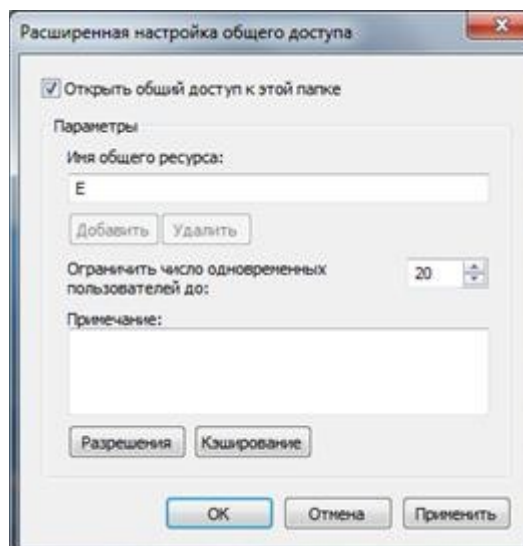 Расширенная настройка общего доступа
Открыть общий доступ к этой папке
Параметры
Имя общего ресурса:
E
Добавить Удалить
Ограничить число одновременных 20
пользователей до:
Примечание:
Разрешения Кэширование
ОК Отмена Применить